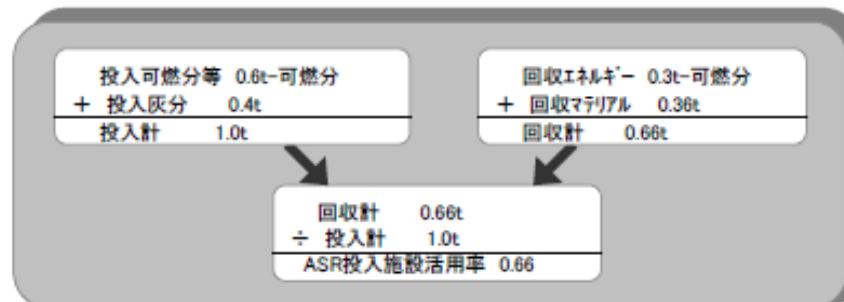 投入可燃分等 0.6t-可燃分
+ 投入灰分 0.4t
投入計 1.0t
回収エネルギー 0.3t-可燃分
+ 回収マテリアル 0.36t
回収計 0.66t
回収計 0.66t
÷ 投入計 1.0t
ASR投入施設活用率 0.66